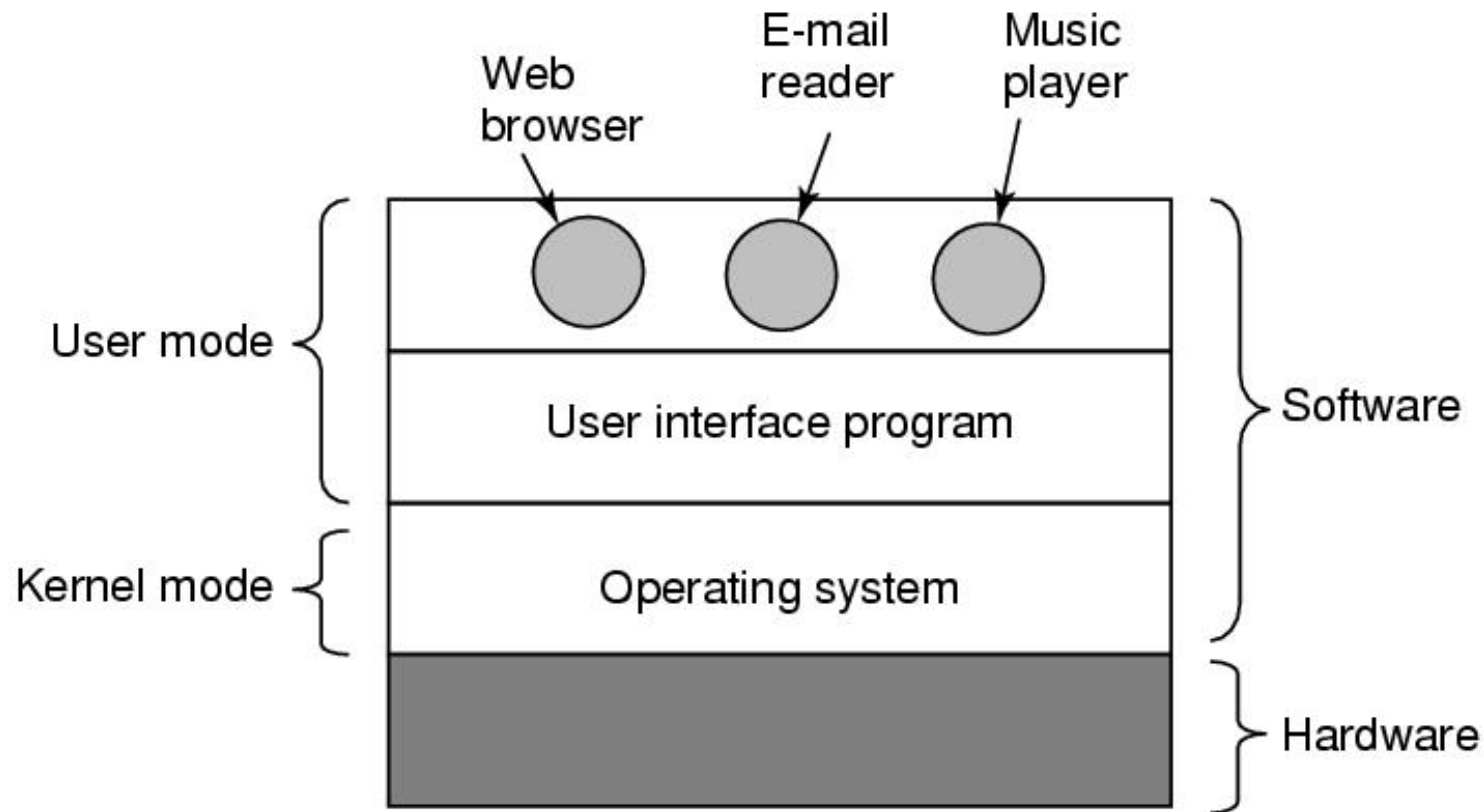 Web
browser
E-mail
reader
Music
player
User mode
User interface program
Software
Kernel mode
Operating system
Hardware